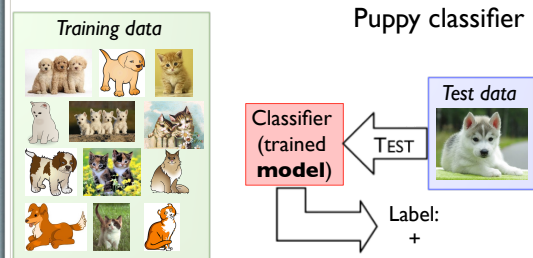 Puppy classifier
Training data
Test data
Classifier
(trained
model)
TEST
Label:
+